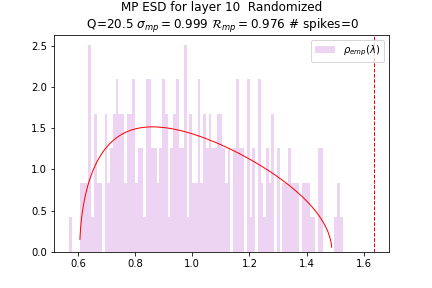 MP ESD for layer 10 Randomized
Q=20.5 σmp = 0.999 Rmp = 0.976 # spikes=0
ρemp(λ)
2.5
2.0
1.5
1.0
0.5
0.0
0.6 0.8 1.0 1.2 1.4 1.6